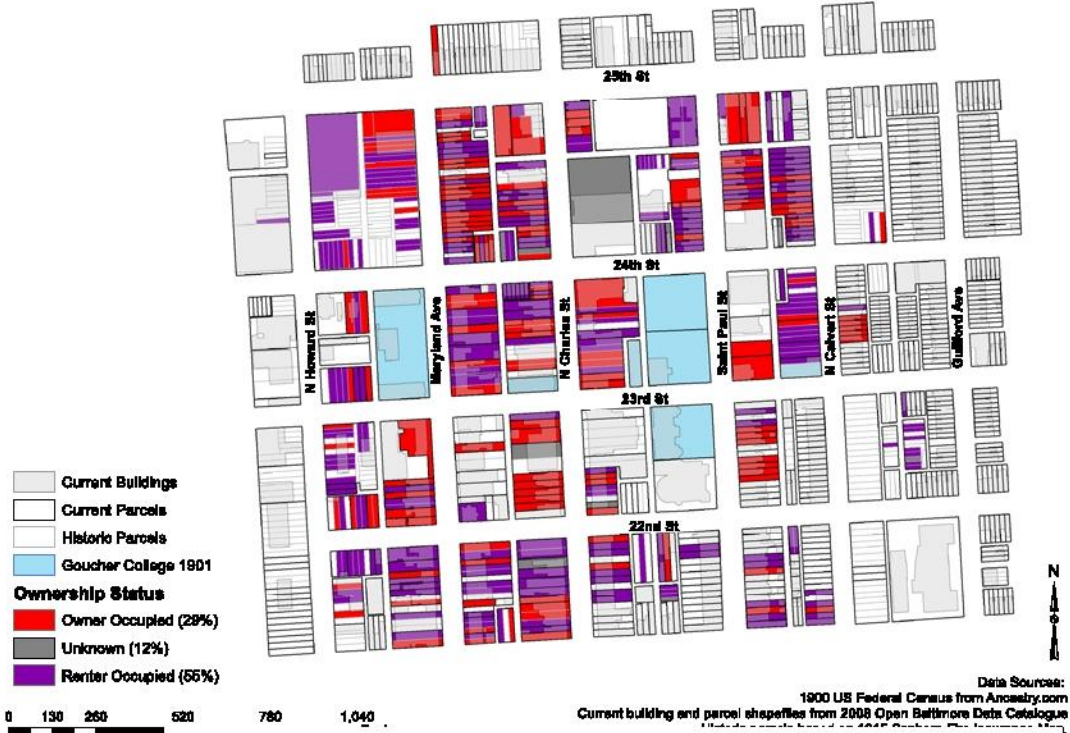 25th St
24th St
N Howard St
Maryland Ave
N Charles St
Saint Paul St
N Calvert St
Guilford Ave
23rd St
22nd St
Current Buildings
Current Parcels
Historic Parcels
Goucher College 1901
Ownership Status
Owner Occupied (29%)
Unknown (12%)
Renter Occupied (55%)
N
Data Sources:
1900 US Federal Census from Ancestry.com
Current building and parcel shapefiles from 2008 Open Baltimore Data Catalogue
0 130 260 520 780 1,040